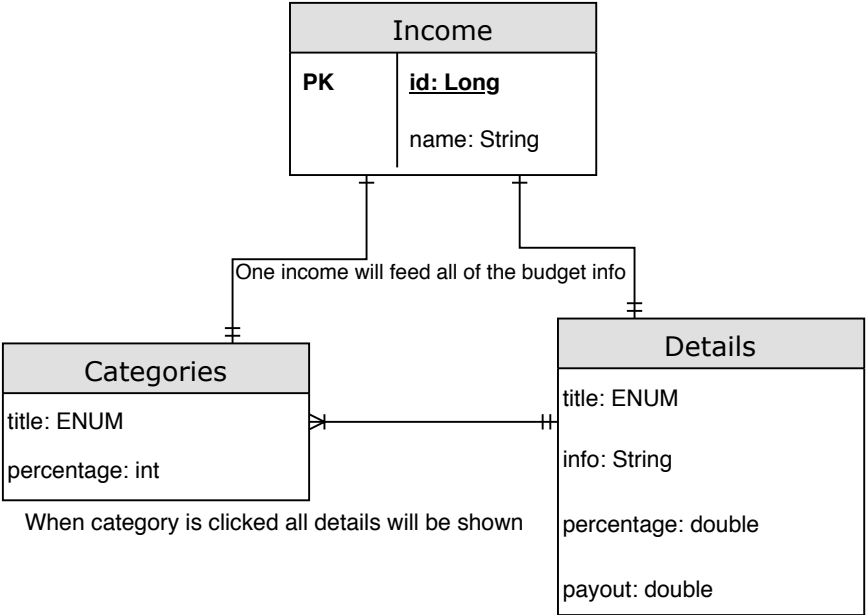 Income
PK
id: Long
name: String
One income will feed all of the budget info
Categories
title: ENUM
percentage: int
When category is clicked all details will be shown
Details
title: ENUM
info: String
percentage: double
payout: double